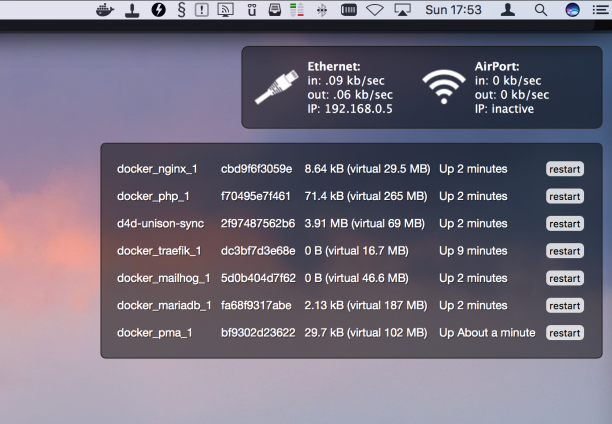 § ! ü Sun 17:53
Ethernet:
in: .09 kb/sec
out: .06 kb/sec
IP: 192.168.0.5
AirPort:
in: 0 kb/sec
out: 0 kb/sec
IP: inactive
docker_nginx_1 cbd9f6f3059e 8.64 kB (virtual 29.5 MB) Up 2 minutes restart
docker_php_1 f70495e7f461 71.4 kB (virtual 265 MB) Up 2 minutes restart
d4d-unison-sync 2f97487562b6 3.91 MB (virtual 69 MB) Up 2 minutes restart
docker_traefik_1 dc3bf7d3e68e 0 B (virtual 16.7 MB) Up 9 minutes restart
docker_mailhog_1 5d0b404d7f62 0 B (virtual 46.6 MB) Up 2 minutes restart
docker_mariadb_1 fa68f9317abe 2.13 kB (virtual 187 MB) Up 2 minutes restart
docker_pma_1 bf9302d23622 29.7 kB (virtual 102 MB) Up About a minute restart